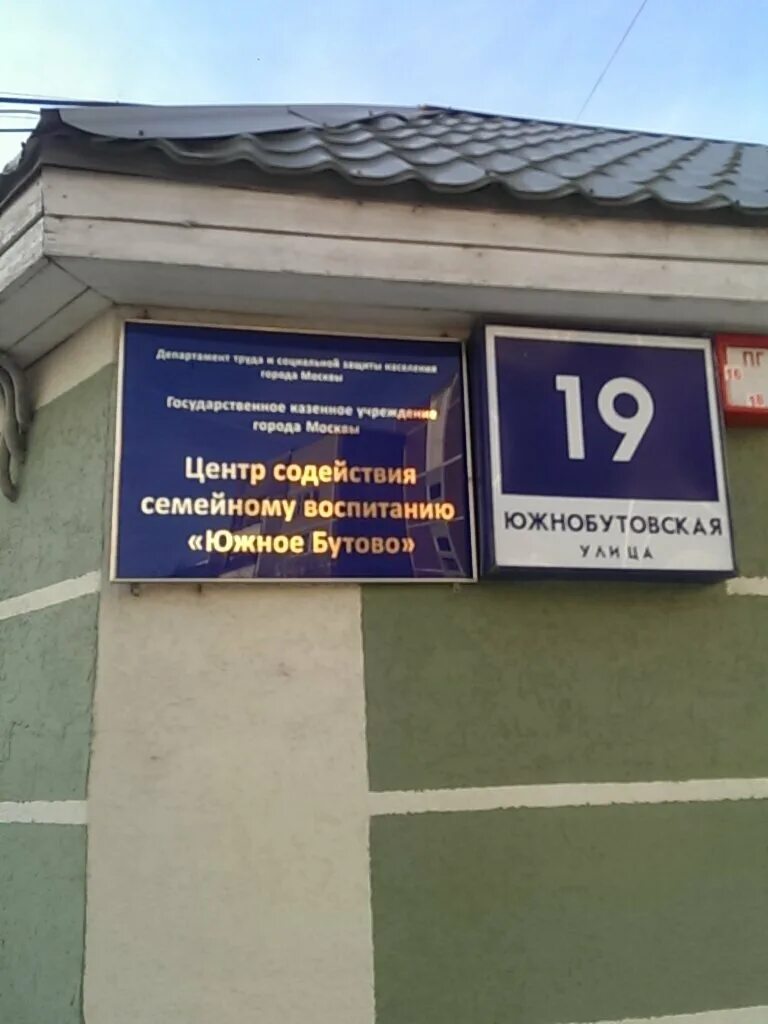 Департамент труда и социальной защиты населения
города Москвы
Государственное казенное учреждение
города Москвы
Центр содействия
семейному воспитанию
«Южное Бутово»
19
ЮЖНОБУТОВСКАЯ
УЛИЦА
ПГ
16